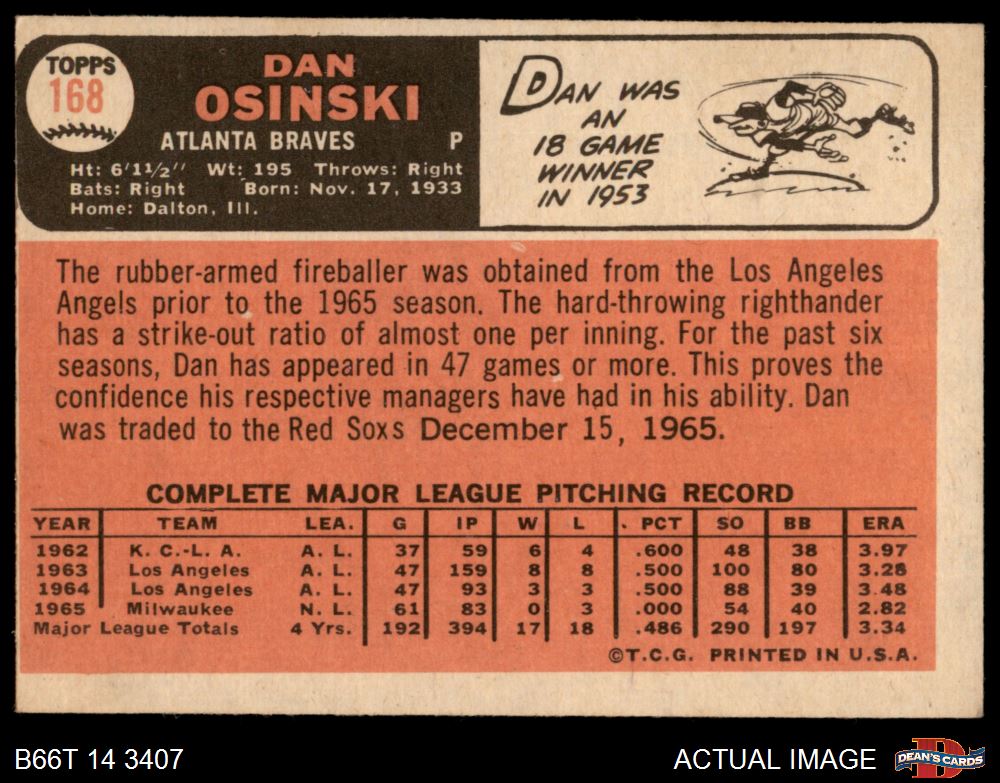 TOPPS
168
DAN
OSINSKI
ATLANTA BRAVES P
Ht: 6'11½" Wt: 195 Throws: Right
Bats: Right Born: Nov. 17, 1933
Home: Dalton, Ill.
DAN WAS
AN
18 GAME
WINNER
IN 1953
The rubber-armed fireballer was obtained from the Los Angeles
Angels prior to the 1965 season. The hard-throwing righthander
has a strike-out ratio of almost one per inning. For the past six
seasons, Dan has appeared in 47 games or more. This proves the
confidence his respective managers have had in his ability. Dan
was traded to the Red Soxs December 15, 1965.
COMPLETE MAJOR LEAGUE PITCHING RECORD
YEAR TEAM LEA. G IP W L PCT SO BB ERA
1962 K. C.-L. A. A. L. 37 59 6 4 .600 48 38 3.97
1963 Los Angeles A. L. 47 159 8 8 .500 100 80 3.28
1964 Los Angeles A. L. 47 93 3 3 .500 88 39 3.48
1965 Milwaukee N. L. 61 83 0 3 .000 54 40 2.82
Major League Totals 4 Yrs. 192 394 17 18 .486 290 197 3.34
©T.C.G. PRINTED IN U.S.A.
B66T 14 3407 ACTUAL IMAGE DEAN'S CARDS